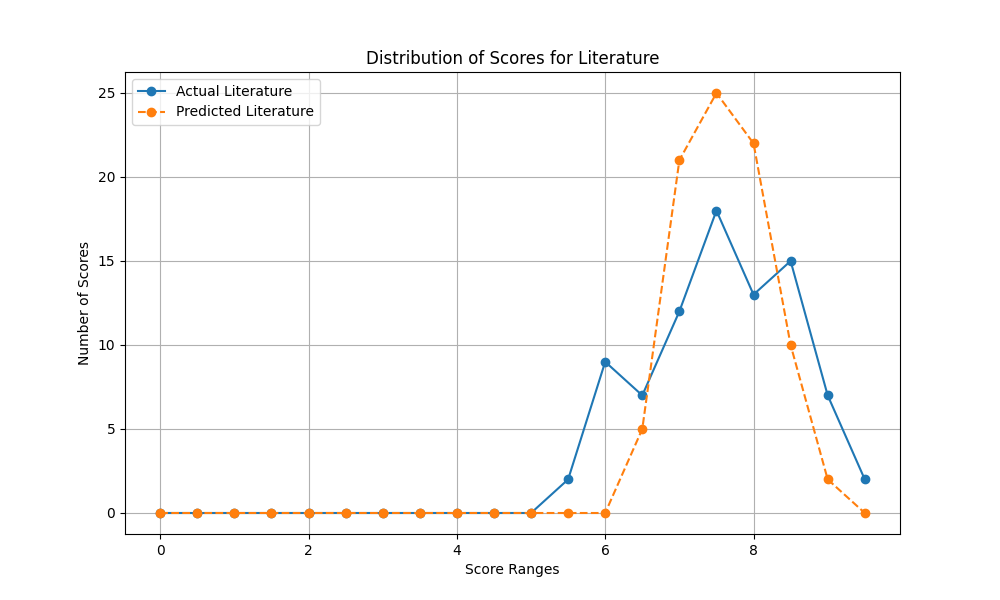 Distribution of Scores for Literature
Actual Literature
Predicted Literature
25
20
15
10
5
0
Number of Scores
0 2 4 6 8
Score Ranges